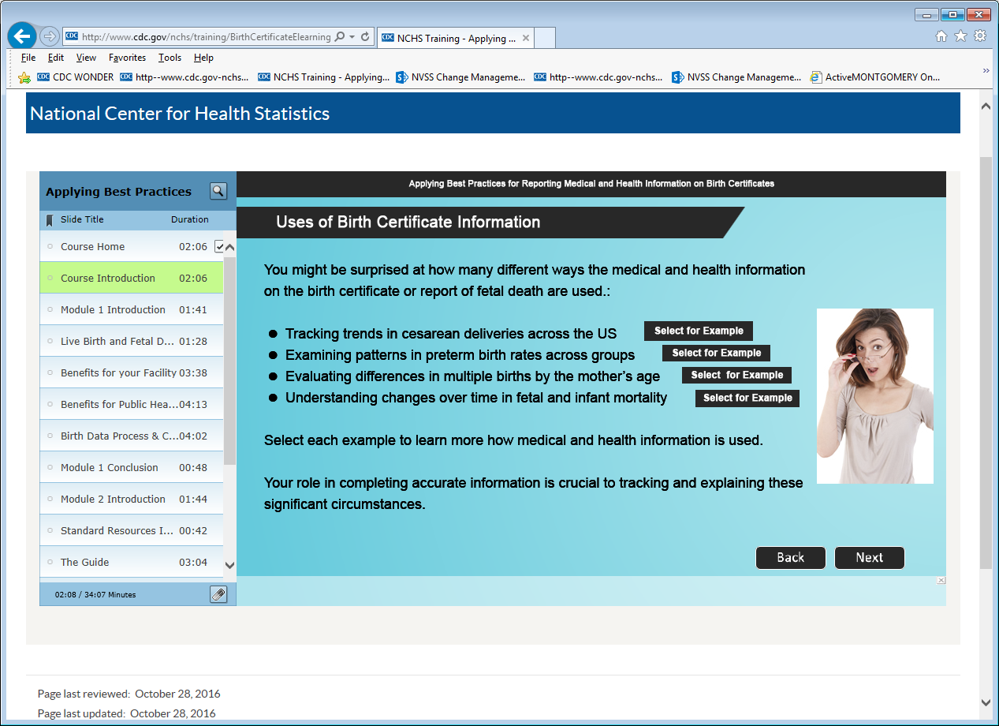 CDC http://www.cdc.gov/nchs/training/BirthCertificateElearning
CDC NCHS Training - Applying ...
File Edit View Favorites Tools Help
CDC CDC WONDER CDC http--www.cdc.gov-nchs... CDC NCHS Training - Applying... S NVSS Change Manageme... CDC http--www.cdc.gov-nchs... S NVSS Change Manageme... ActiveMONTGOMERY On...
National Center for Health Statistics
Applying Best Practices
Slide Title Duration
Course Home 02:06
Course Introduction 02:06
Module 1 Introduction 01:41
Live Birth and Fetal D... 01:28
Benefits for your Facility 03:38
Benefits for Public Hea... 04:13
Birth Data Process & C... 04:02
Module 1 Conclusion 00:48
Module 2 Introduction 01:44
Standard Resources I... 00:42
The Guide 03:04
02:08 / 34:07 Minutes
Applying Best Practices for Reporting Medical and Health Information on Birth Certificates
Uses of Birth Certificate Information
You might be surprised at how many different ways the medical and health information
on the birth certificate or report of fetal death are used.:
● Tracking trends in cesarean deliveries across the US Select for Example
● Examining patterns in preterm birth rates across groups Select for Example
● Evaluating differences in multiple births by the mother’s age Select for Example
● Understanding changes over time in fetal and infant mortality Select for Example
Select each example to learn more how medical and health information is used.
Your role in completing accurate information is crucial to tracking and explaining these
significant circumstances.
Back Next
Page last reviewed: October 28, 2016
Page last updated: October 28, 2016